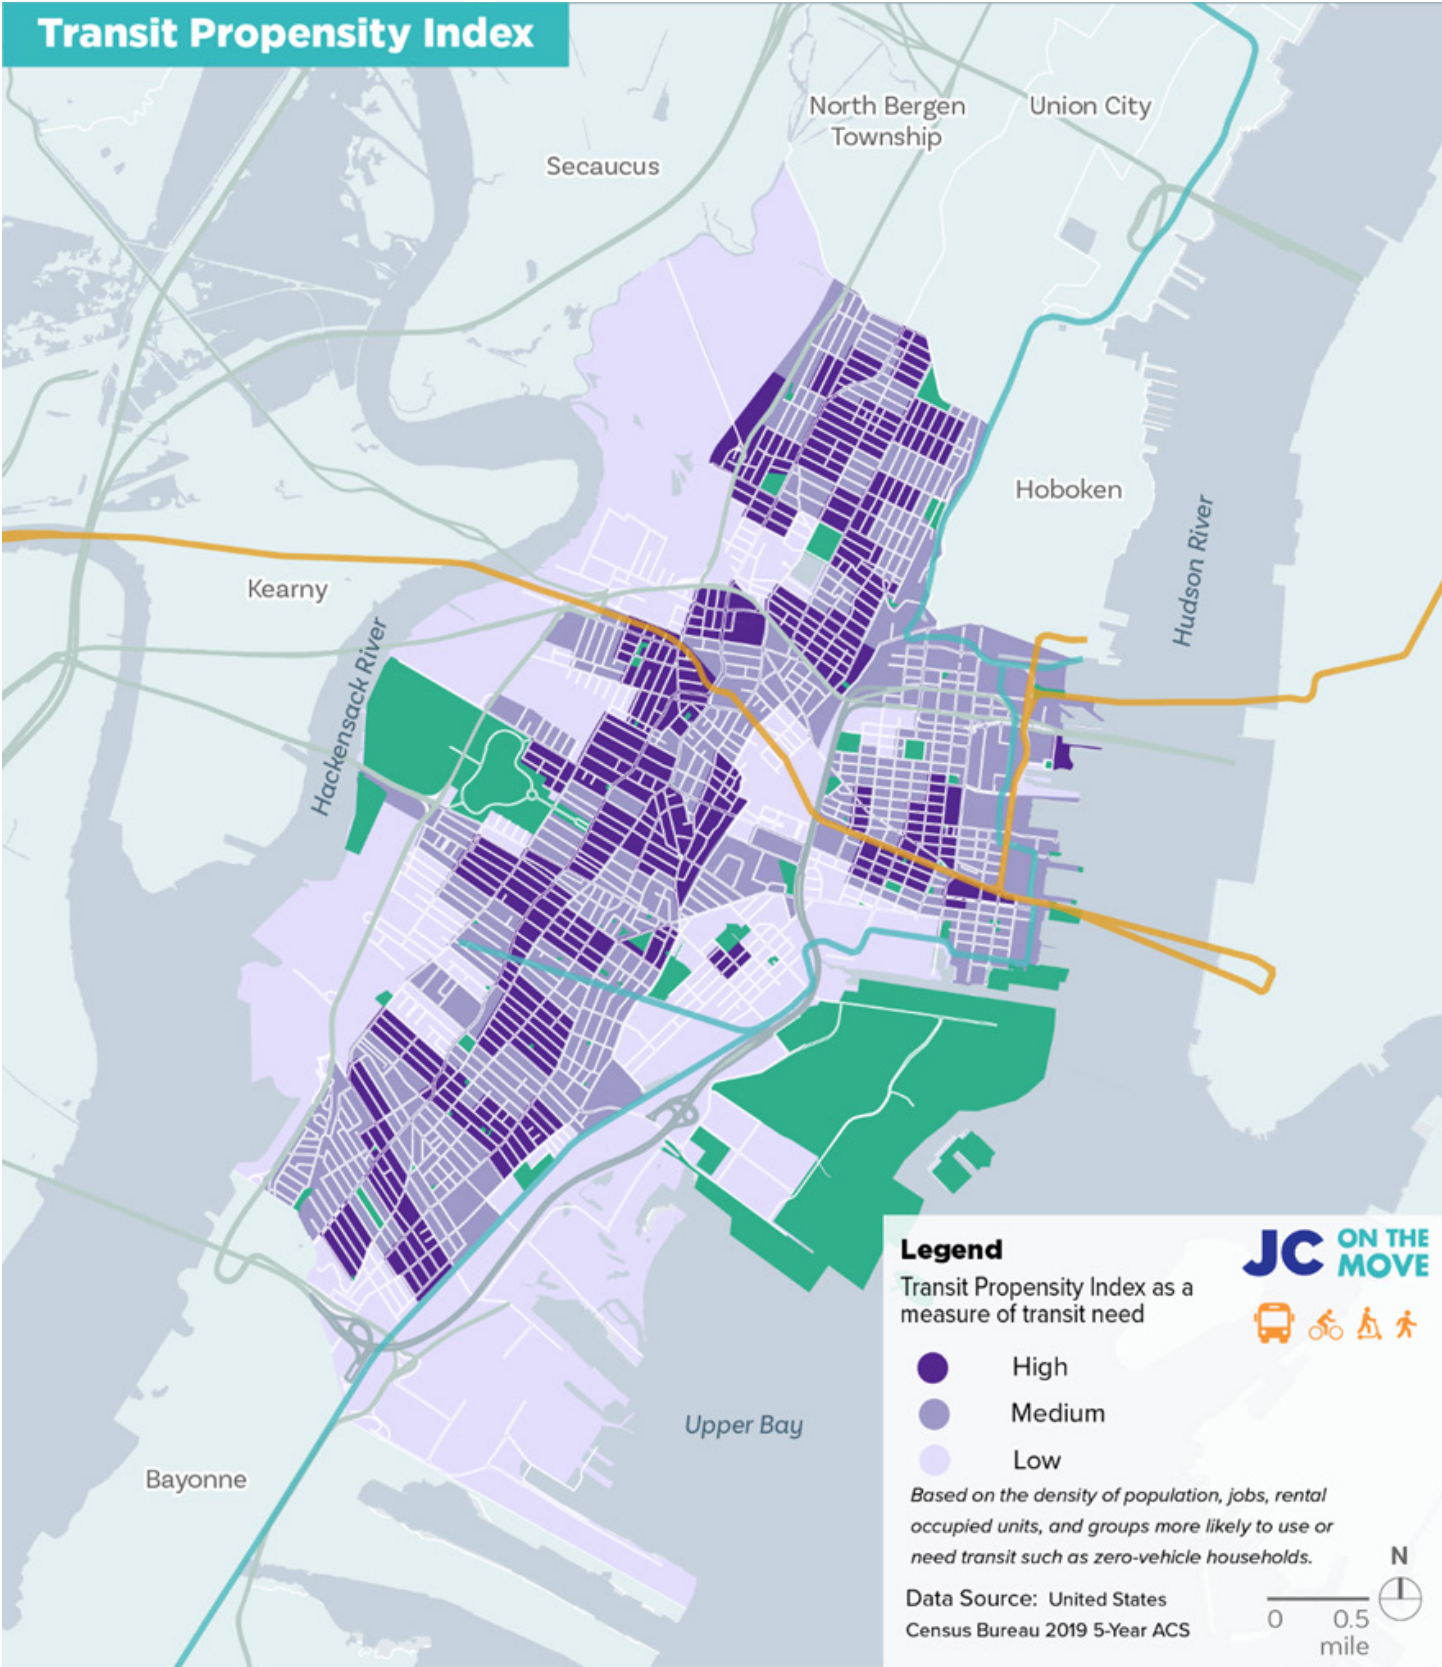 Transit Propensity Index
North Bergen
Township
Union City
Secaucus
Hoboken
Hudson River
Kearny
Hackensack River
Legend
Transit Propensity Index as a
measure of transit need
JC ON THE
MOVE
High
Medium
Low
Upper Bay
Bayonne
Based on the density of population, jobs, rental
occupied units, and groups more likely to use or
need transit such as zero-vehicle households.
Data Source: United States
Census Bureau 2019 5-Year ACS
N
0 0.5
mile